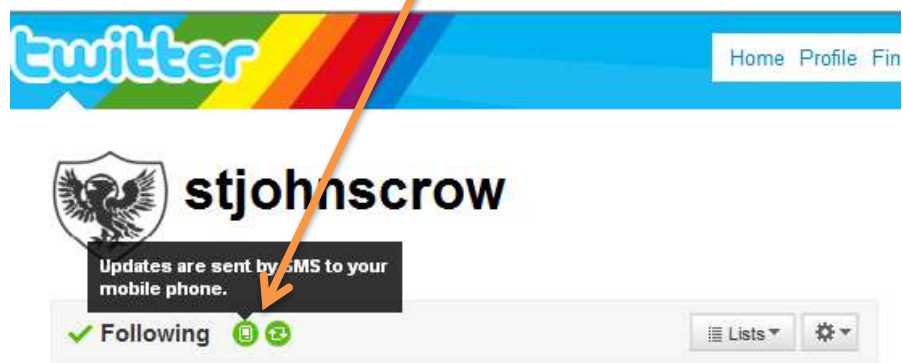 twitter
Home Profile Fin
stjohnscrow
Updates are sent by SMS to your
mobile phone.
Following
Lists